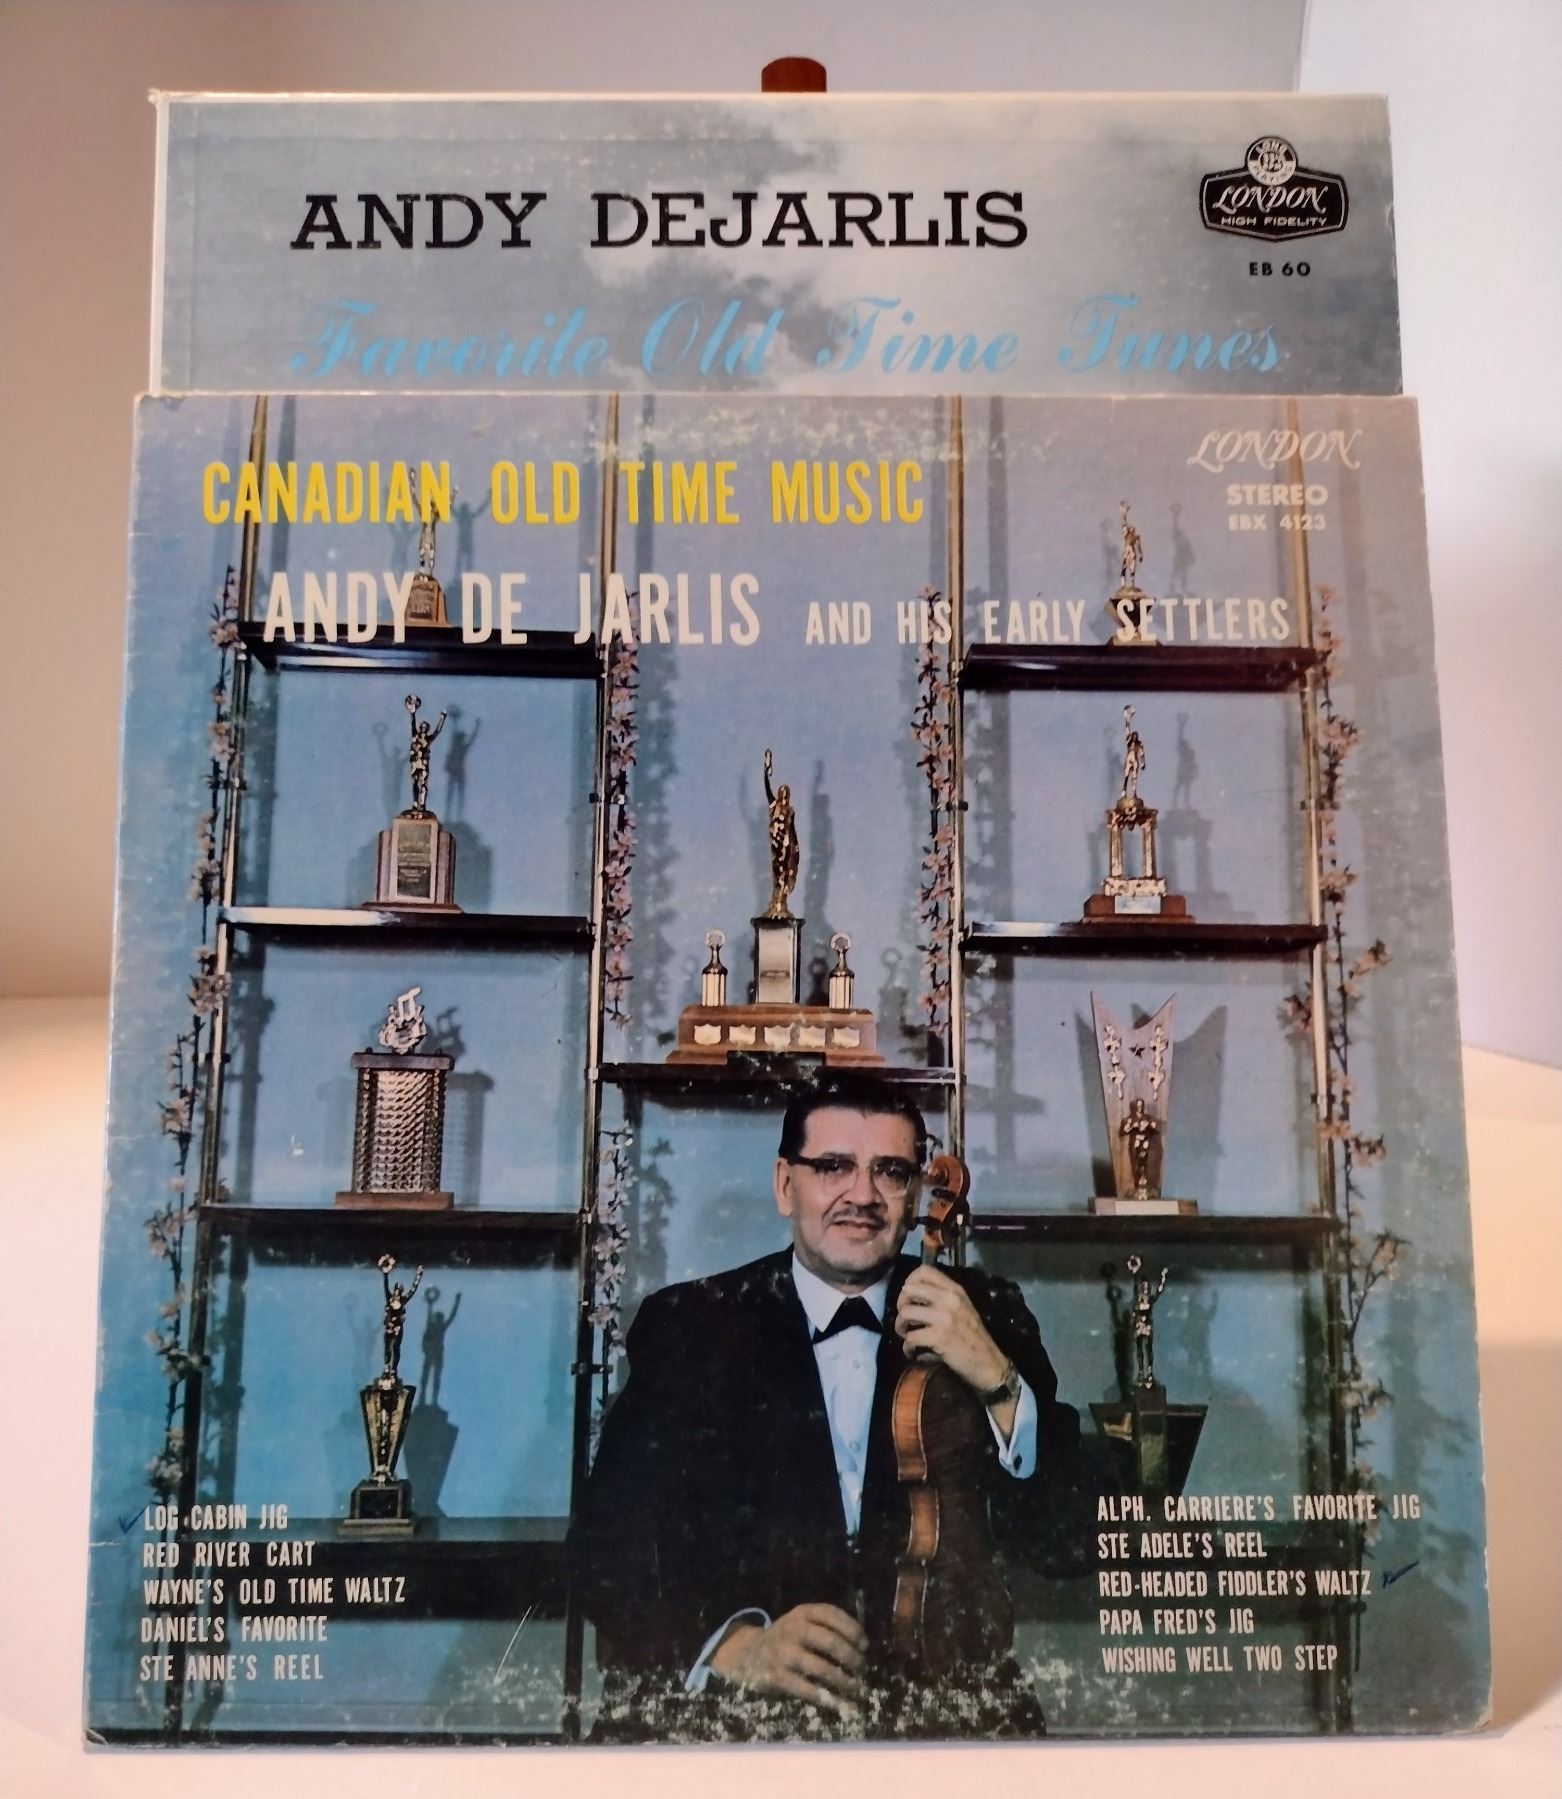 ANDY DEJARLIS
LONG PLAYING
LONDON
HIGH FIDELITY
EB 60
Favorite Old Time Tunes
CANADIAN OLD TIME MUSIC
LONDON
STEREO
EBX 4123
ANDY DE JARLIS AND HIS EARLY SETTLERS
LOG CABIN JIG
RED RIVER CART
WAYNE'S OLD TIME WALTZ
DANIEL'S FAVORITE
STE ANNE'S REEL
ALPH. CARRIERE'S FAVORITE JIG
STE ADELE'S REEL
RED-HEADED FIDDLER'S WALTZ
PAPA FRED'S JIG
WISHING WELL TWO STEP